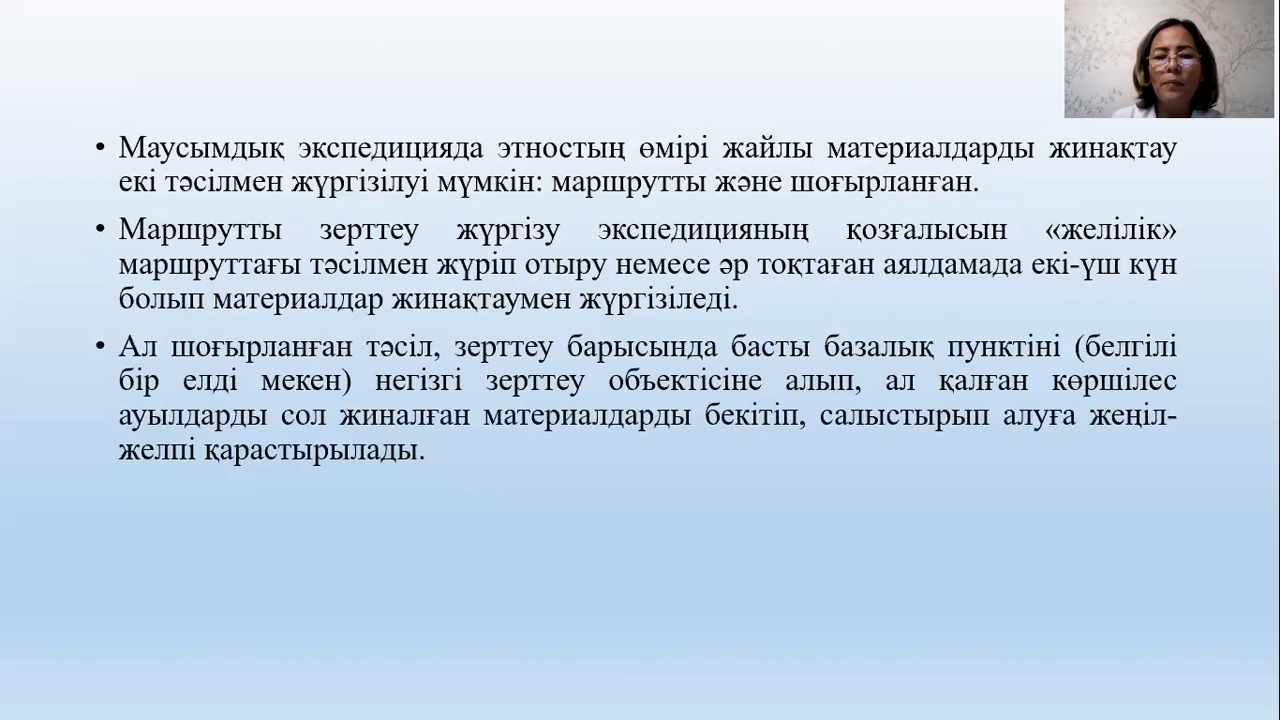 • Маусымдық экспедицияда этностың өмірі жайлы материалдарды жинақтау
екі тәсілмен жүргізілуі мүмкін: маршрутты және шоғырланған.
• Маршрутты зерттеу жүргізу экспедицияның қозғалысын «желілік»
маршруттағы тәсілмен жүріп отыру немесе әр тоқтаған аялдамада екі-үш күн
болып материалдар жинақтаумен жүргізіледі.
• Ал шоғырланған тәсіл, зерттеу барысында басты базалық пунктіні (белгілі
бір елді мекен) негізгі зерттеу объектісіне алып, ал қалған көршілес
ауылдарды сол жиналған материалдарды бекітіп, салыстырып алуға жеңіл-
желпі қарастырылады.